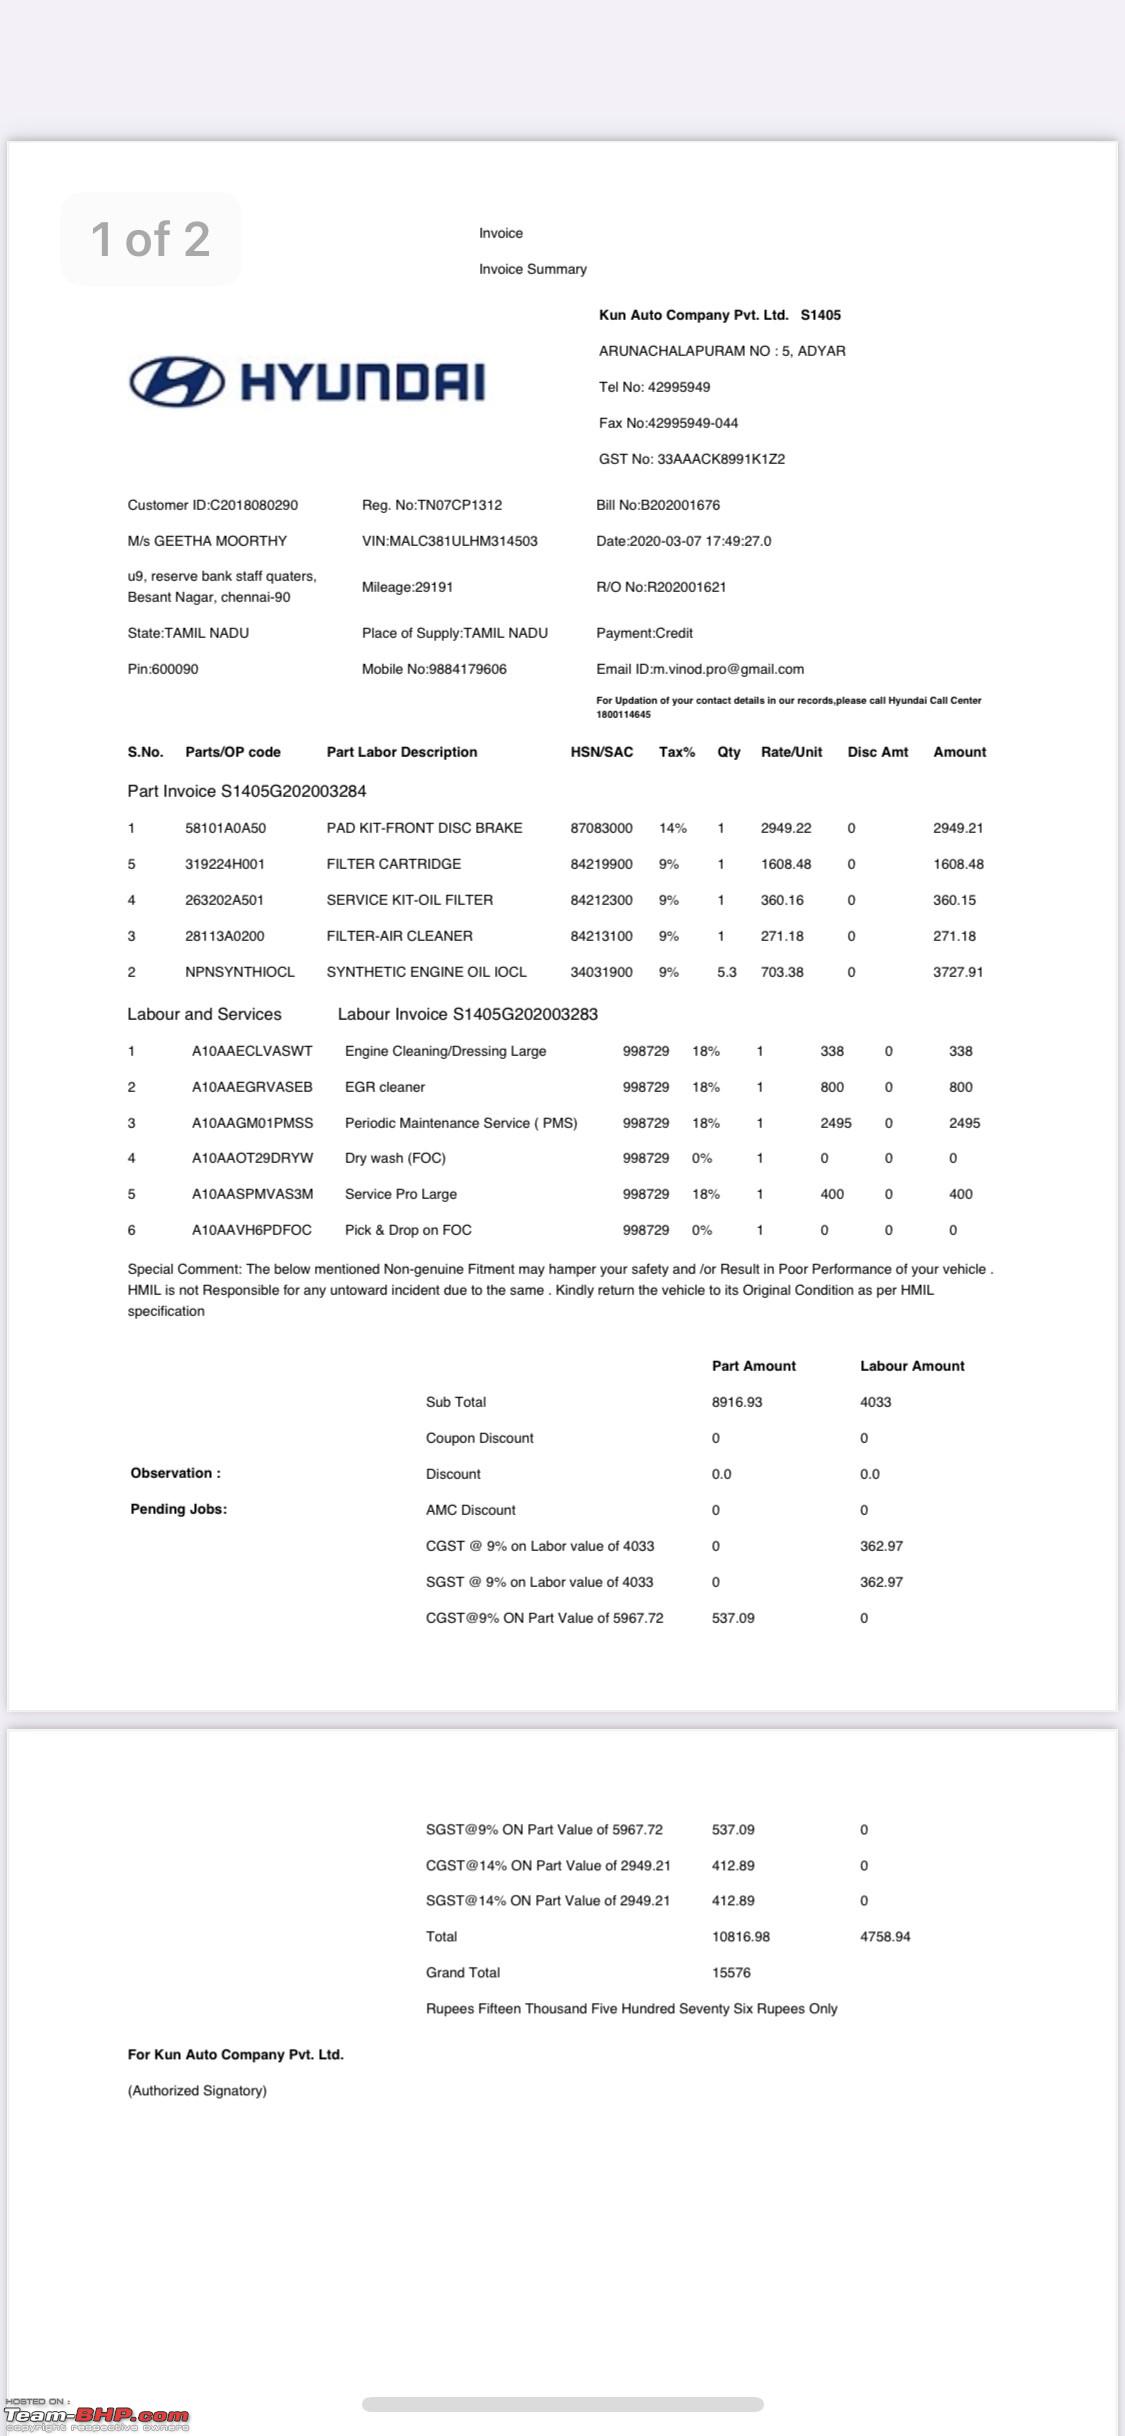 1 of 2
Invoice
Invoice Summary
HYUNDAI
Kun Auto Company Pvt. Ltd. S1405
ARUNACHALAPURAM NO : 5, ADYAR
Tel No: 42995949
Fax No:42995949-044
GST No: 33AAACK8991K1Z2
Customer ID:C2018080290 Reg. No:TN07CP1312 Bill No:B202001676
M/s GEETHA MOORTHY VIN:MALC381ULHM314503 Date:2020-03-07 17:49:27.0
u9, reserve bank staff quaters,
Besant Nagar, chennai-90 Mileage:29191 R/O No:R202001621
State:TAMIL NADU Place of Supply:TAMIL NADU Payment:Credit
Pin:600090 Mobile No:9884179606 Email ID:m.vinod.pro@gmail.com
For Updation of your contact details in our records,please call Hyundai Call Center
1800114645
S.No. Parts/OP code Part Labor Description HSN/SAC Tax% Qty Rate/Unit Disc Amt Amount
Part Invoice S1405G202003284
1 58101A0A50 PAD KIT-FRONT DISC BRAKE 87083000 14% 1 2949.22 0 2949.21
5 319224H001 FILTER CARTRIDGE 84219900 9% 1 1608.48 0 1608.48
4 263202A501 SERVICE KIT-OIL FILTER 84212300 9% 1 360.16 0 360.15
3 28113A0200 FILTER-AIR CLEANER 84213100 9% 1 271.18 0 271.18
2 NPNSYNTHIOCL SYNTHETIC ENGINE OIL IOCL 34031900 9% 5.3 703.38 0 3727.91
Labour and Services Labour Invoice S1405G202003283
1 A10AAECLVASWT Engine Cleaning/Dressing Large 998729 18% 1 338 0 338
2 A10AAEGRVASEB EGR cleaner 998729 18% 1 800 0 800
3 A10AAGM01PMSS Periodic Maintenance Service ( PMS) 998729 18% 1 2495 0 2495
4 A10AAOT29DRYW Dry wash (FOC) 998729 0% 1 0 0 0
5 A10AASPMVAS3M Service Pro Large 998729 18% 1 400 0 400
6 A10AAVH6PDFOC Pick & Drop on FOC 998729 0% 1 0 0 0
Special Comment: The below mentioned Non-genuine Fitment may hamper your safety and /or Result in Poor Performance of your vehicle .
HMIL is not Responsible for any untoward incident due to the same . Kindly return the vehicle to its Original Condition as per HMIL
specification
Part Amount Labour Amount
Sub Total 8916.93 4033
Coupon Discount 0 0
Observation : Discount 0.0 0.0
Pending Jobs: AMC Discount 0 0
CGST @ 9% on Labor value of 4033 0 362.97
SGST @ 9% on Labor value of 4033 0 362.97
CGST@9% ON Part Value of 5967.72 537.09 0
SGST@9% ON Part Value of 5967.72 537.09 0
CGST@14% ON Part Value of 2949.21 412.89 0
SGST@14% ON Part Value of 2949.21 412.89 0
Total 10816.98 4758.94
Grand Total 15576
Rupees Fifteen Thousand Five Hundred Seventy Six Rupees Only
For Kun Auto Company Pvt. Ltd.
(Authorized Signatory)
HOSTED ON :
Team-BHP.com
copyright respective owners